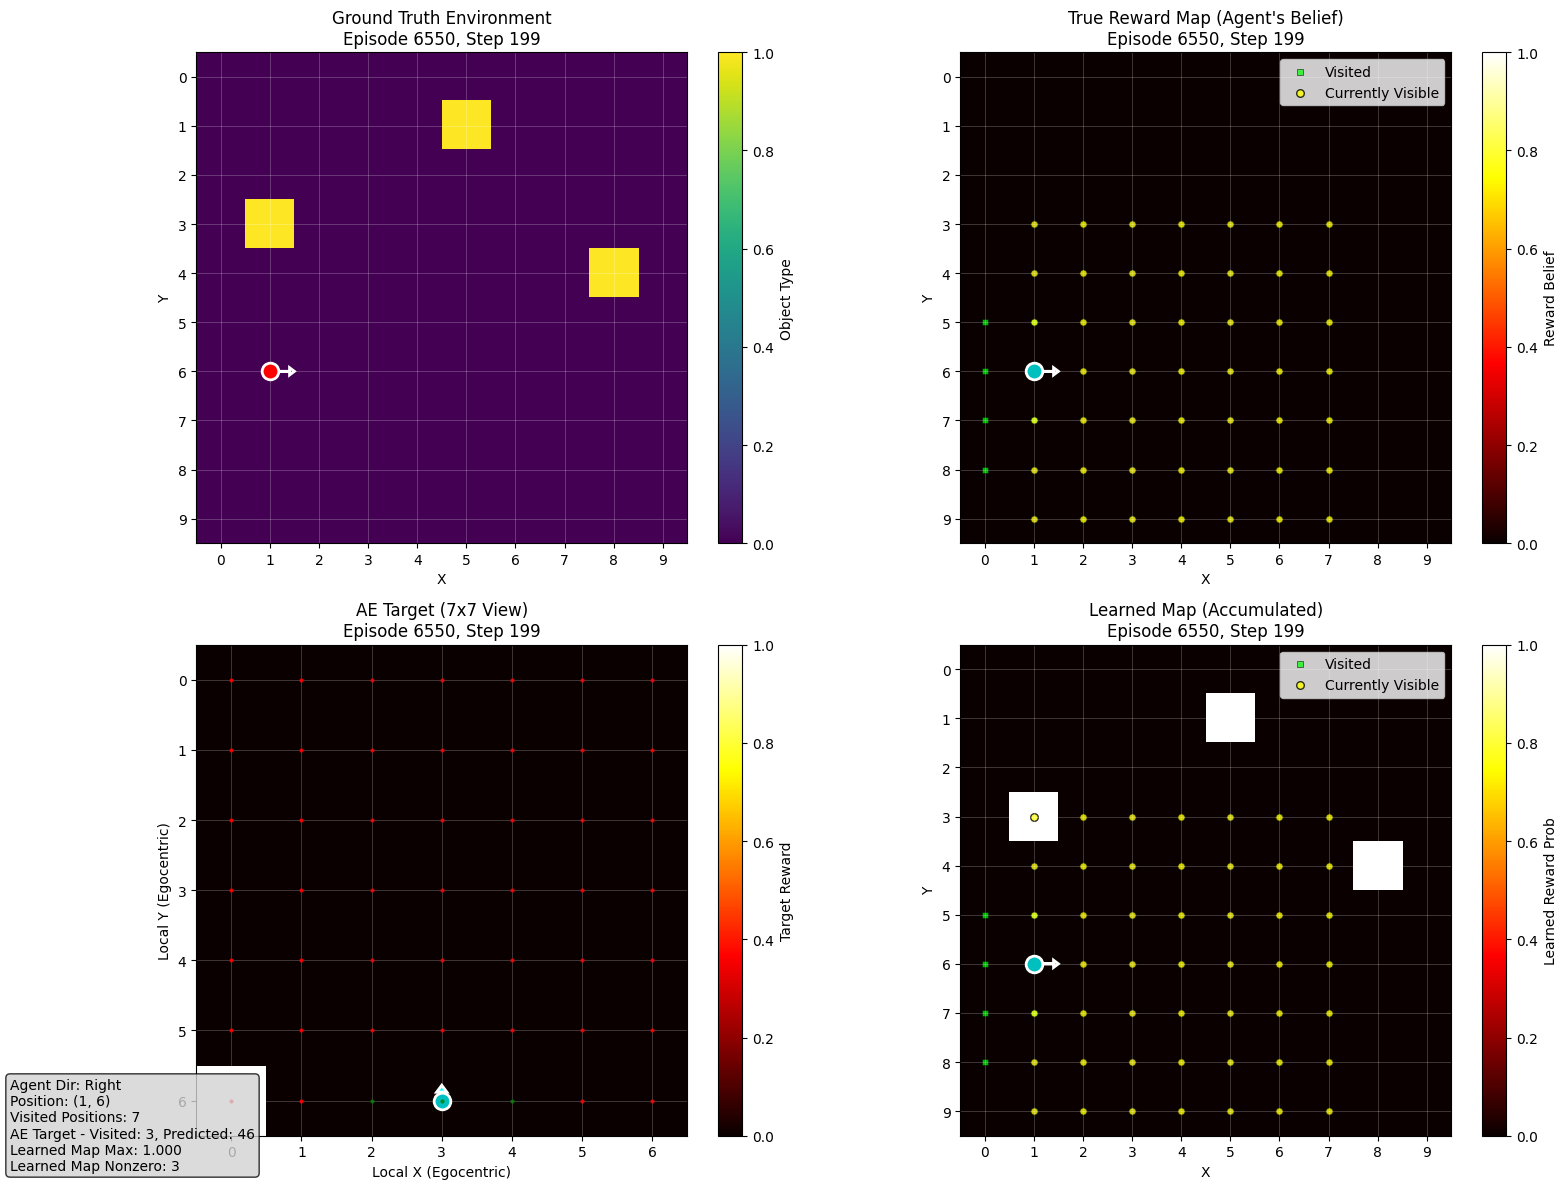 Ground Truth Environment
Episode 6550, Step 199
0
1
2
3
4
5
6
7
8
9
Y
0 1 2 3 4 5 6 7 8 9
X
1.0
0.8
0.6
0.4
0.2
0.0
Object Type
True Reward Map (Agent's Belief)
Episode 6550, Step 199
Visited
Currently Visible
0
1
2
3
4
5
6
7
8
9
Y
0 1 2 3 4 5 6 7 8 9
X
1.0
0.8
0.6
0.4
0.2
0.0
Reward Belief
AE Target (7x7 View)
Episode 6550, Step 199
0
1
2
3
4
5
6
Local Y (Egocentric)
0 1 2 3 4 5 6
Local X (Egocentric)
1.0
0.8
0.6
0.4
0.2
0.0
Target Reward
Agent Dir: Right
Position: (1, 6)
Visited Positions: 7
AE Target - Visited: 3, Predicted: 46
Learned Map Max: 1.000
Learned Map Nonzero: 3
Learned Map (Accumulated)
Episode 6550, Step 199
Visited
Currently Visible
0
1
2
3
4
5
6
7
8
9
Y
0 1 2 3 4 5 6 7 8 9
X
1.0
0.8
0.6
0.4
0.2
0.0
Learned Reward Prob